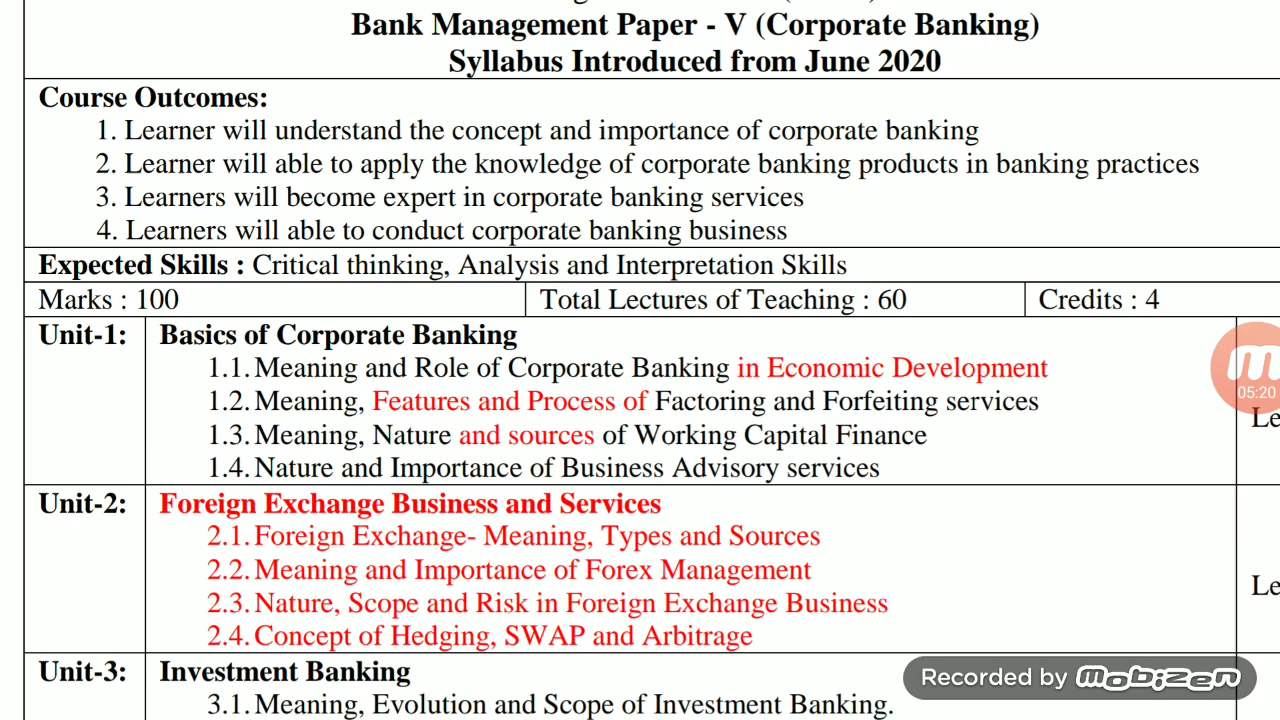 Bank Management Paper - V (Corporate Banking)
Syllabus Introduced from June 2020
Course Outcomes:
1. Learner will understand the concept and importance of corporate banking
2. Learner will able to apply the knowledge of corporate banking products in banking practices
3. Learners will become expert in corporate banking services
4. Learners will able to conduct corporate banking business
Expected Skills : Critical thinking, Analysis and Interpretation Skills
Marks : 100 Total Lectures of Teaching : 60 Credits : 4
Unit-1: Basics of Corporate Banking
1.1. Meaning and Role of Corporate Banking in Economic Development
1.2. Meaning, Features and Process of Factoring and Forfeiting services
05:20
Le
1.3. Meaning, Nature and sources of Working Capital Finance
1.4. Nature and Importance of Business Advisory services
Unit-2: Foreign Exchange Business and Services
2.1. Foreign Exchange- Meaning, Types and Sources
2.2. Meaning and Importance of Forex Management
Le
2.3. Nature, Scope and Risk in Foreign Exchange Business
2.4. Concept of Hedging, SWAP and Arbitrage
Unit-3: Investment Banking
Recorded by mobizen
3.1. Meaning, Evolution and Scope of Investment Banking.